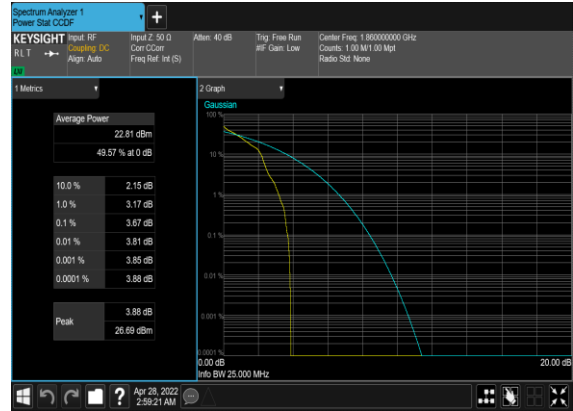 Spectrum Analyzer 1
Power Stat CCDF
KEYSIGHT
RLT
LXI
Input: RF
Coupling: DC
Align: Auto
Input Z: 50 Ω
Corr CCorr
Freq Ref: Int (S)
Atten: 40 dB
Trig: Free Run
#IF Gain: Low
Center Freq: 1.860000000 GHz
Counts: 1.00 M/1.00 Mpt
Radio Std: None
1 Metrics
Average Power
22.81 dBm
49.57 % at 0 dB
10.0 % 2.15 dB
1.0 % 3.17 dB
0.1 % 3.67 dB
0.01 % 3.81 dB
0.001 % 3.85 dB
0.0001 % 3.88 dB
Peak 3.88 dB
26.69 dBm
2 Graph
Gaussian
100 %
10 %
1 %
0.1 %
0.01 %
0.001 %
0.0001 %
0.00 dB 20.00 dB
Info BW 25.000 MHz
?
Apr 28, 2022
2:59:21 AM